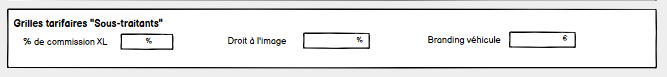 Grilles tarifaires "Sous-traitants"
% de commission XL % Droit à l'image % Branding véhicule €